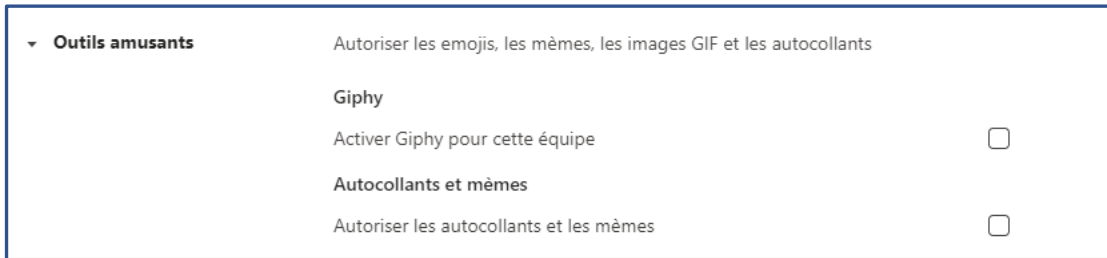 Outils amusants
Autoriser les emojis, les mèmes, les images GIF et les autocollants
Giphy
Activer Giphy pour cette équipe
Autocollants et mèmes
Autoriser les autocollants et les mèmes